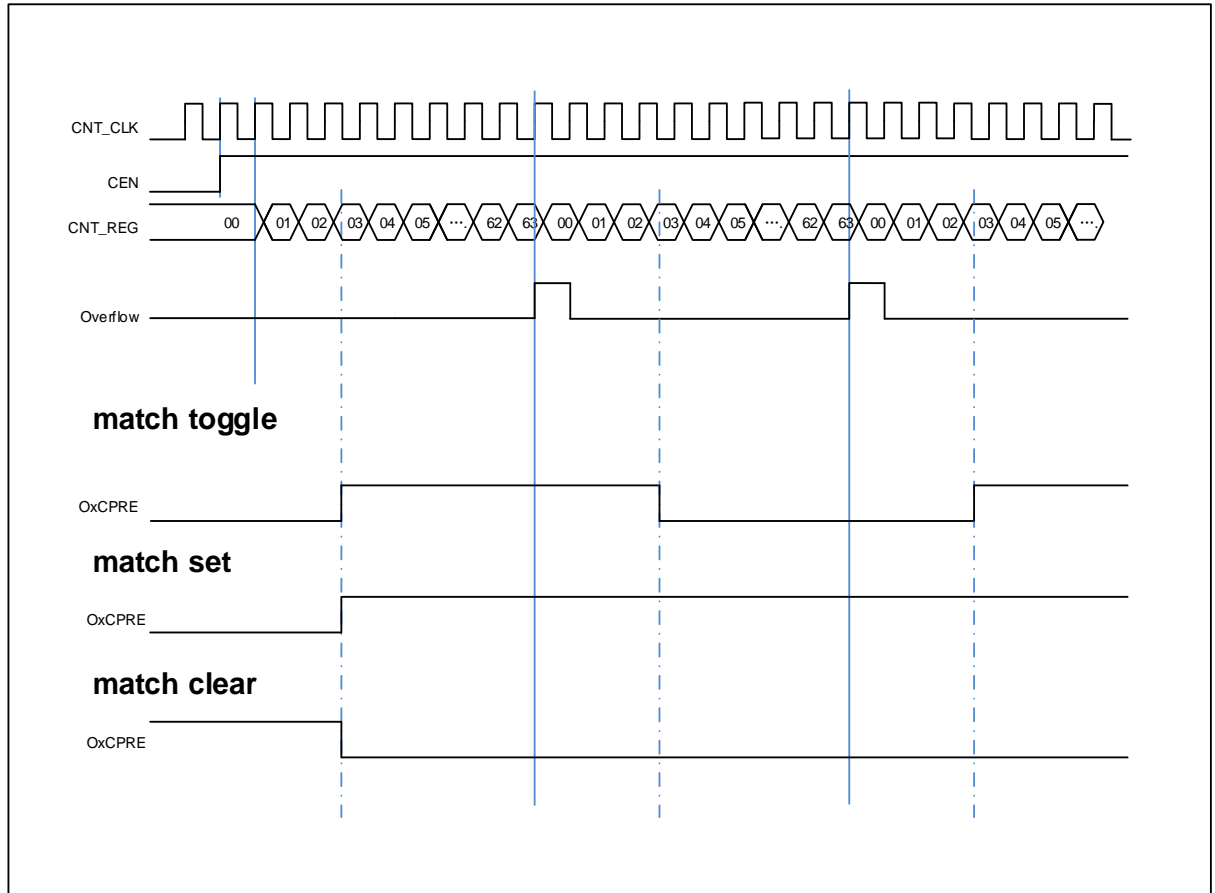 CNT_CLK
CEN
CNT_REG 00 01 02 03 04 05 ···. 62 63 00 01 02 03 04 05 ···. 62 63 00 01 02 03 04 05 ···.
Overflow
match toggle
OxCPRE
match set
OxCPRE
match clear
OxCPRE